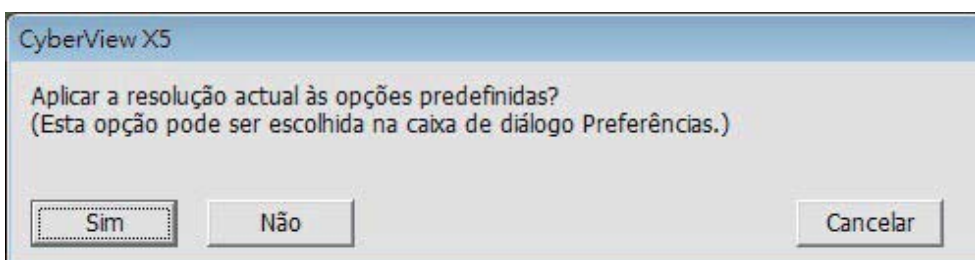 CyberView X5
Aplicar a resolução actual às opções predefinidas?
(Esta opção pode ser escolhida na caixa de diálogo Preferências.)
Sim Não Cancelar